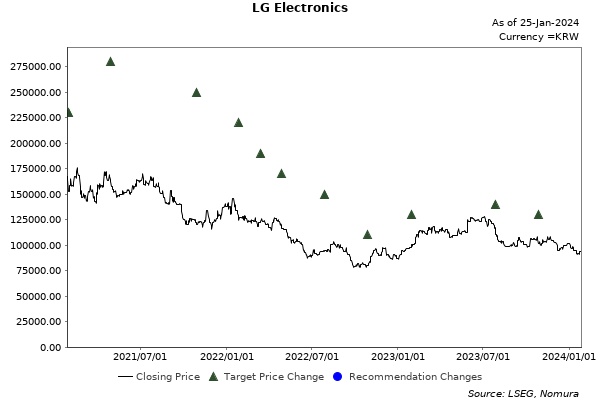 LG Electronics
As of 25-Jan-2024
Currency =KRW
275000.00
250000.00
225000.00
200000.00
175000.00
150000.00
125000.00
100000.00
75000.00
50000.00
25000.00
0.00
2021/07/01 2022/01/01 2022/07/01 2023/01/01 2023/07/01 2024/01/01
Closing Price Target Price Change Recommendation Changes
Source: LSEG, Nomura